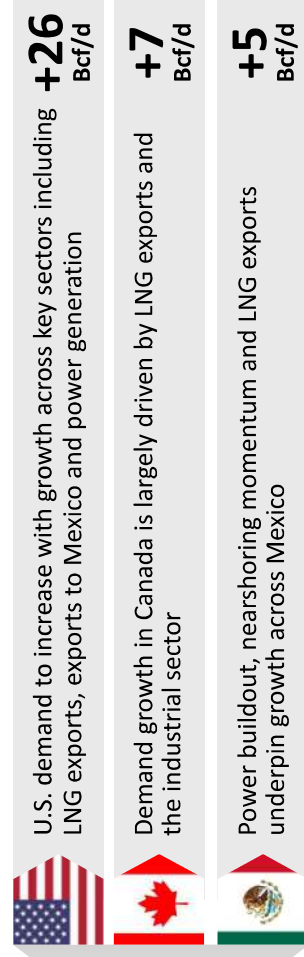 U.S. demand to increase with growth across key sectors including
LNG exports, exports to Mexico and power generation
+26
Bcf/d
Demand growth in Canada is largely driven by LNG exports and
the industrial sector
+7
Bcf/d
Power buildout, nearshoring momentum and LNG exports
underpin growth across Mexico
+5
Bcf/d